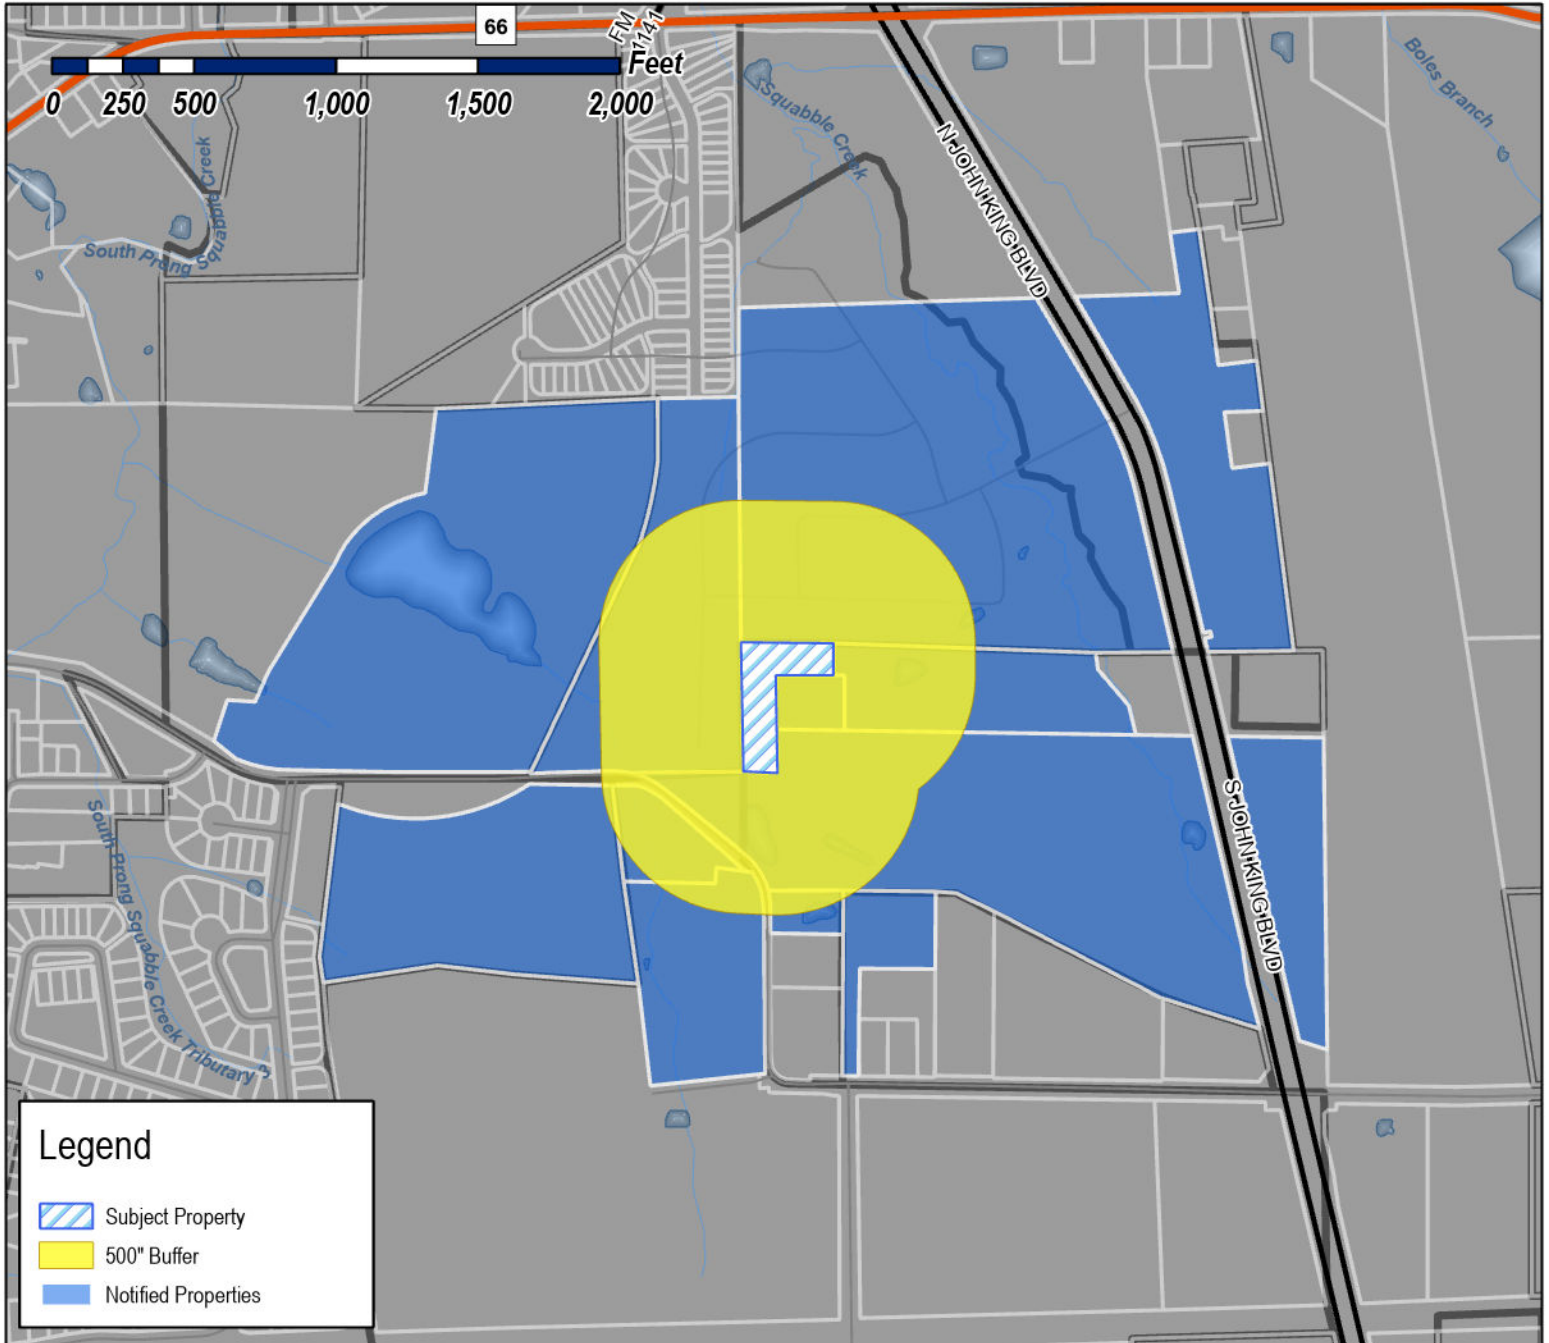 66
FM
1141
Feet
0 250 500 1,000 1,500 2,000
Squabble Creek
Boles Branch
N JOHN KING BLVD
South Prong Squabble Creek
South Prong Squabble Creek Tributary 3
S JOHN KING BLVD
Legend
Subject Property
500" Buffer
Notified Properties